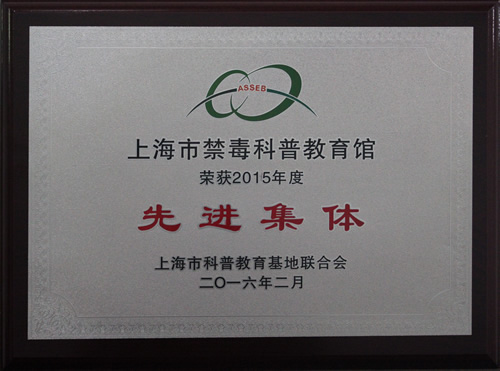 ASSEB
上海市禁毒科普教育馆
荣获2015年度
先进集体
上海市科普教育基地联合会
二〇一六年二月